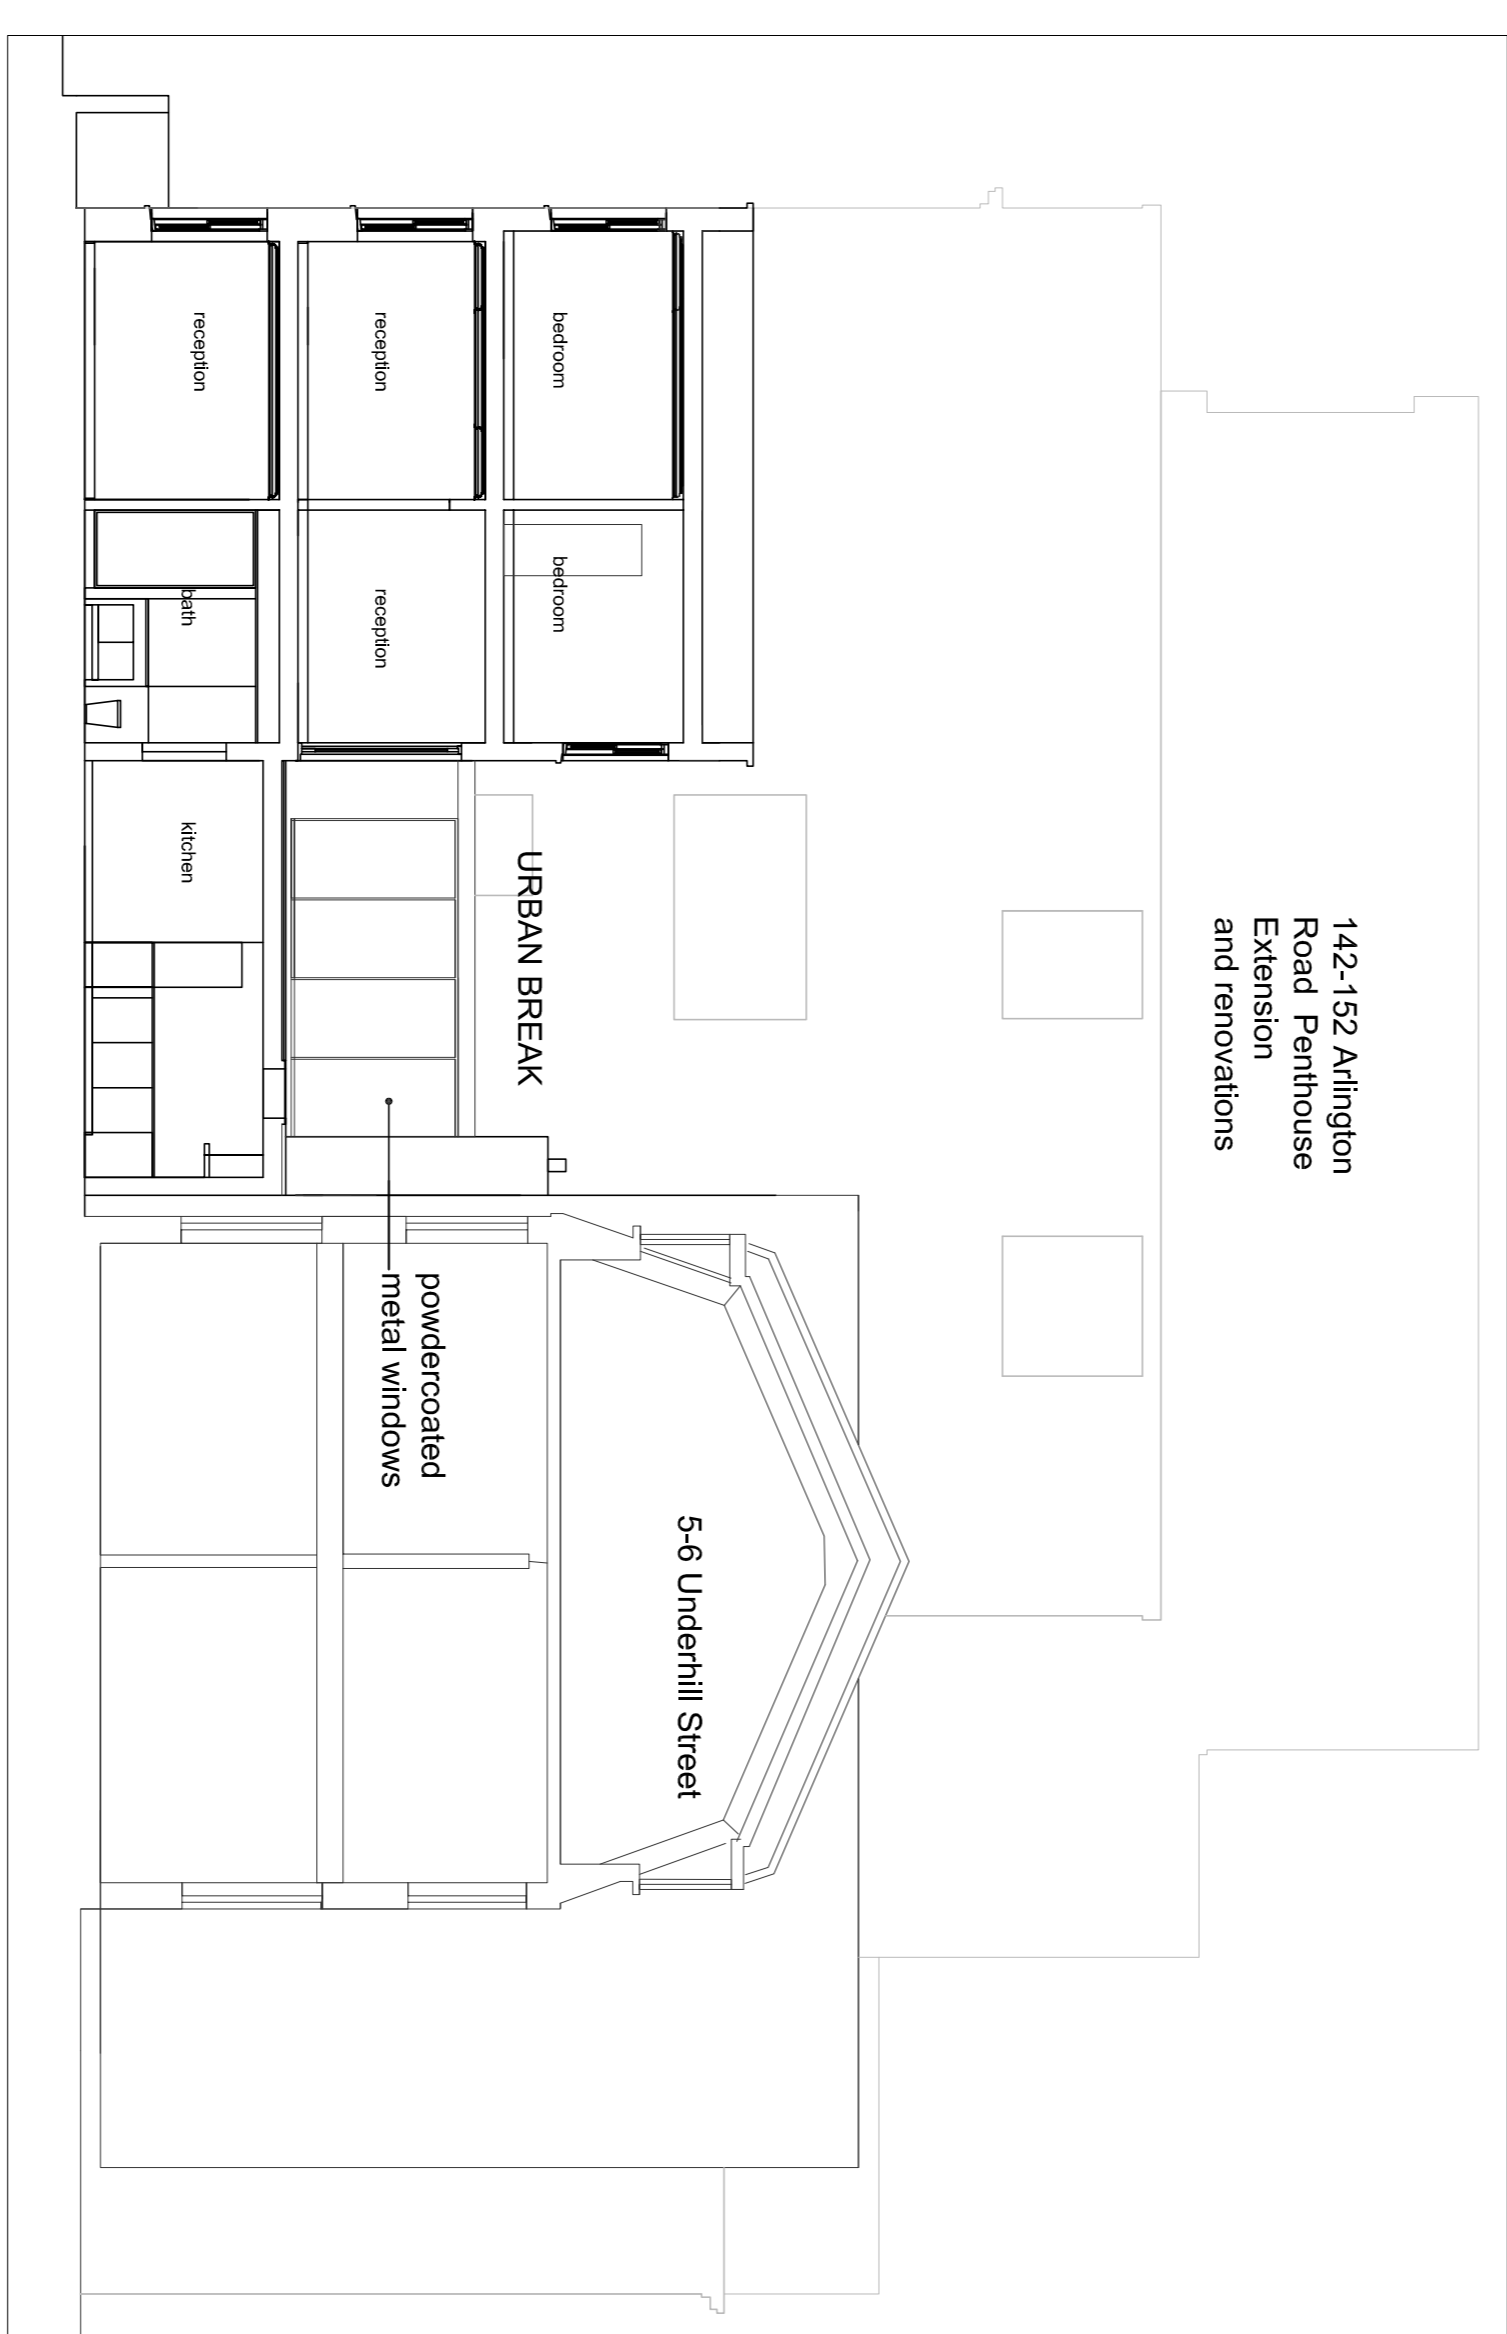 142-152 Arlington
Road Penthouse
Extension
and renovations
5-6 Underhill Street
URBAN BREAK
bedroom
bedroom
powdercoated
metal windows
reception
reception
reception
bath
kitchen